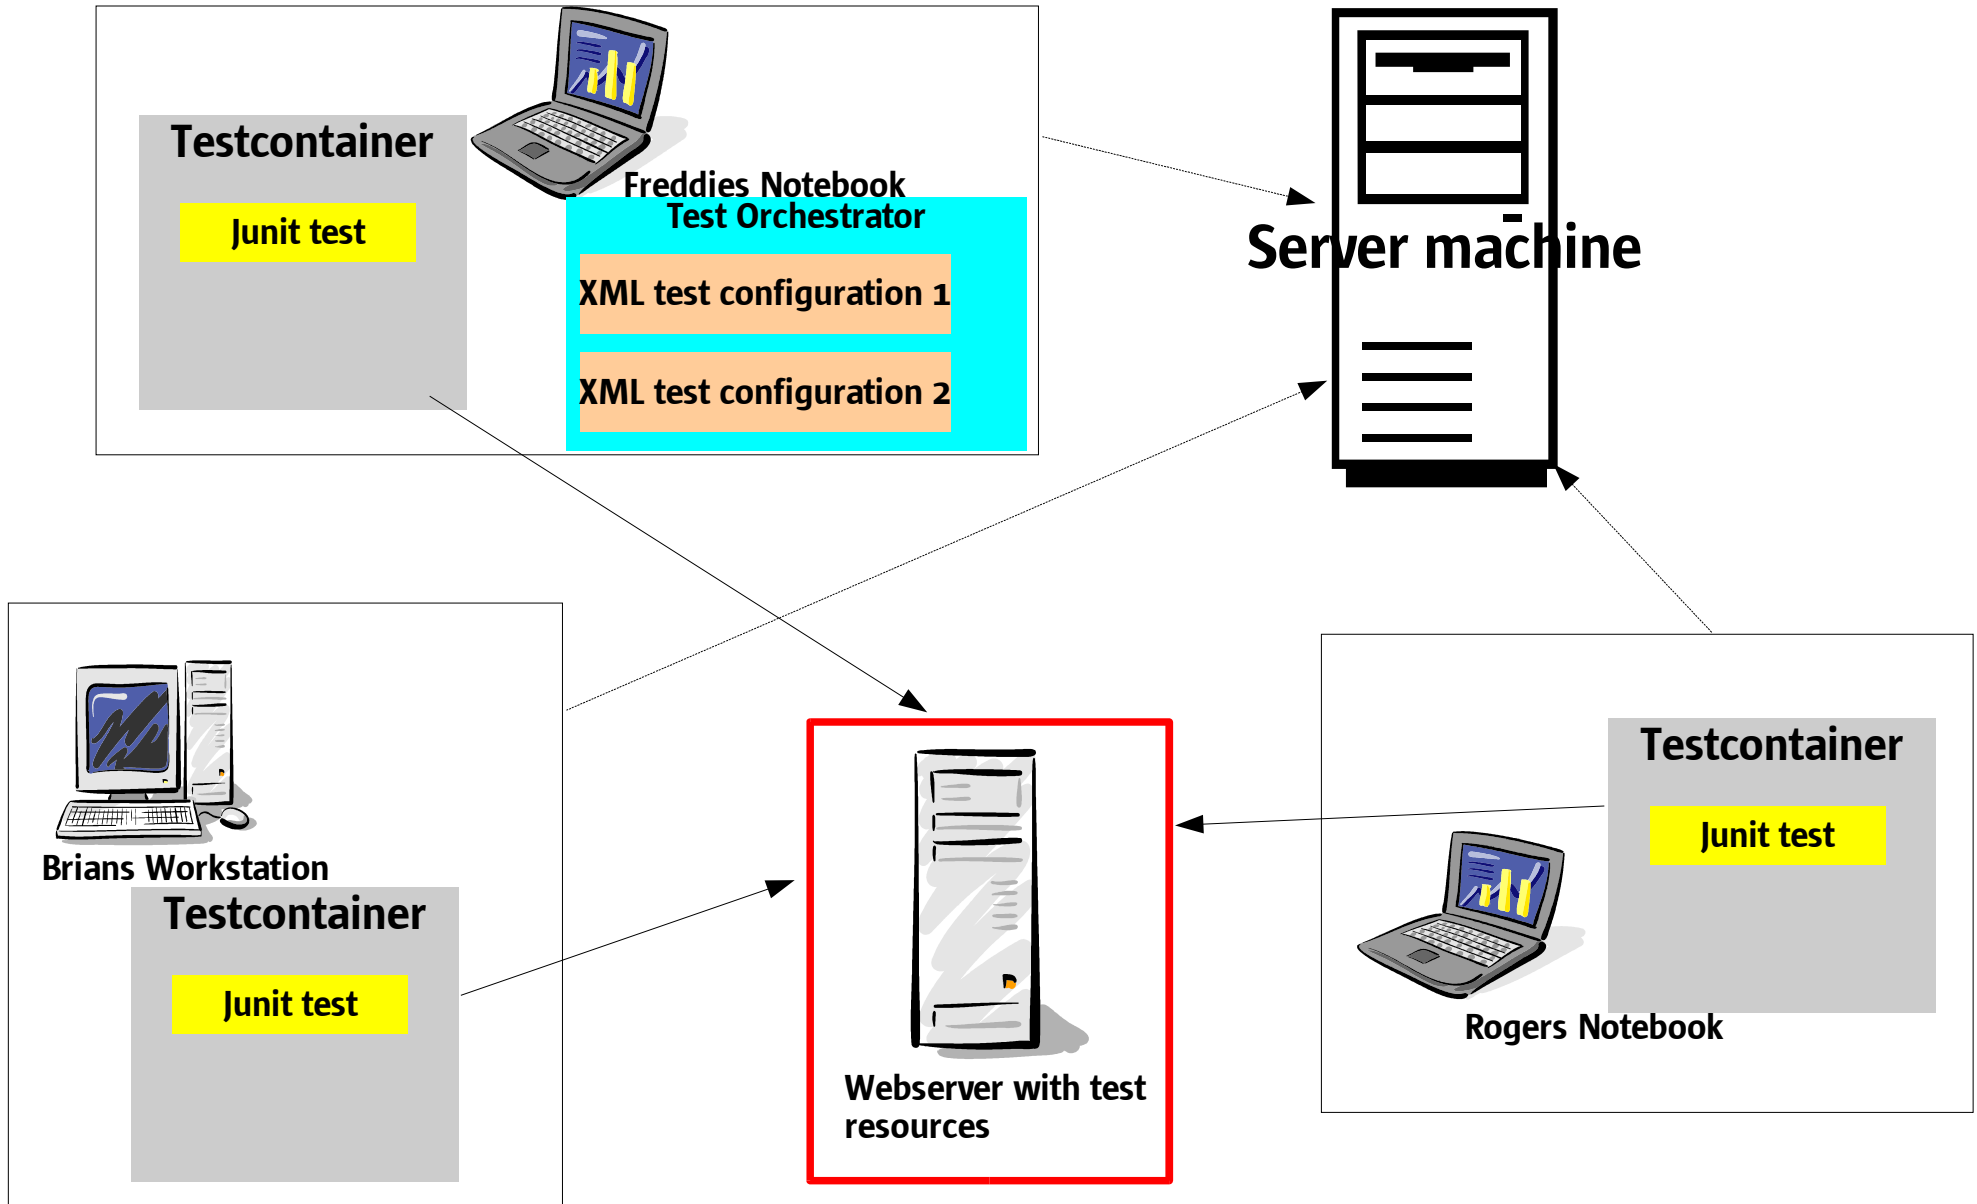 Testcontainer
Junit test
Freddies Notebook
Test Orchestrator
XML test configuration 1
XML test configuration 2
Server machine
Brians Workstation
Testcontainer
Junit test
Webserver with test
resources
Testcontainer
Junit test
Rogers Notebook